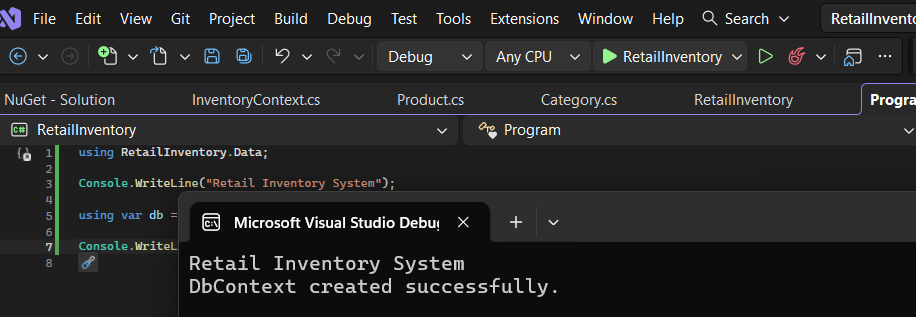 File Edit View Git Project Build Debug Test Tools Extensions Window Help Search RetailInvento
Debug Any CPU RetailInventory
NuGet - Solution InventoryContext.cs Product.cs Category.cs RetailInventory Progra
C# RetailInventory Program
1 using RetailInventory.Data;
2
3 Console.WriteLine("Retail Inventory System");
4
5 using var db =
6
7 Console.WriteL
8
Microsoft Visual Studio Debug
Retail Inventory System
DbContext created successfully.